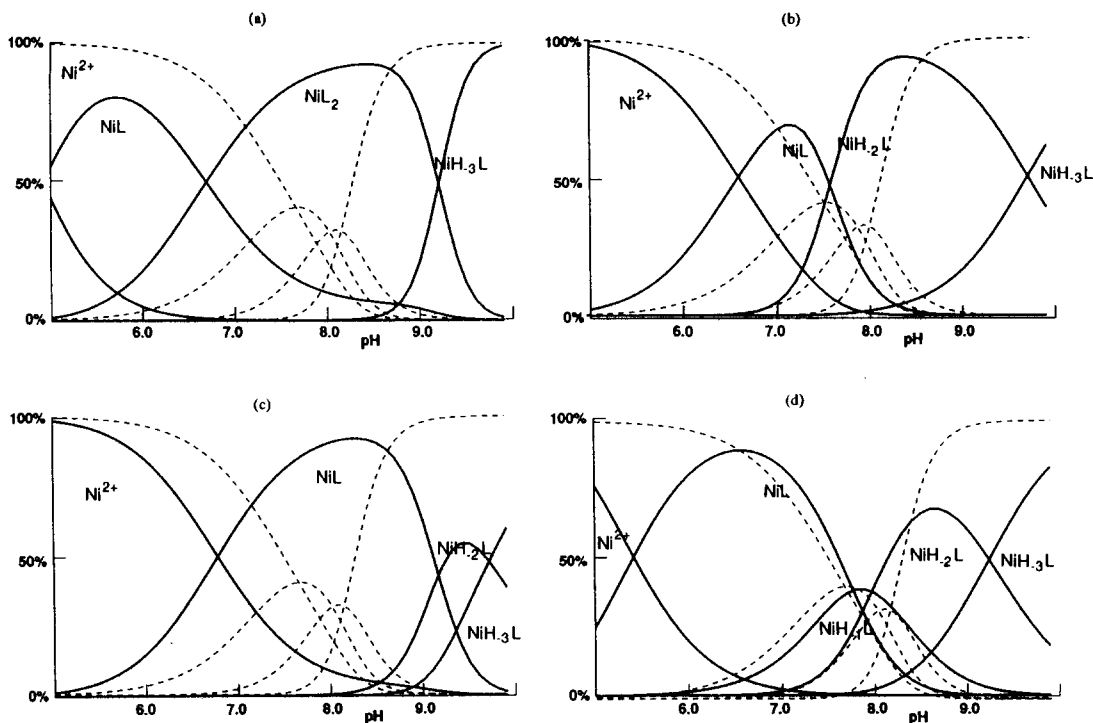 (a)
100%
50%
0%
Ni2+
NiL
NiL2
NiH-3L
6.0 7.0 8.0 9.0
pH
(b)
100%
50%
0%
Ni2+
NiL
NiH-2L
NiH-3L
6.0 7.0 8.0 9.0
pH
(c)
100%
50%
0%
Ni2+
NiL
NiH-2L
NiH-3L
6.0 7.0 8.0 9.0
pH
(d)
100%
50%
0%
Ni2+
NiL
NiH-1L
NiH-2L
NiH-3L
6.0 7.0 8.0 9.0
pH